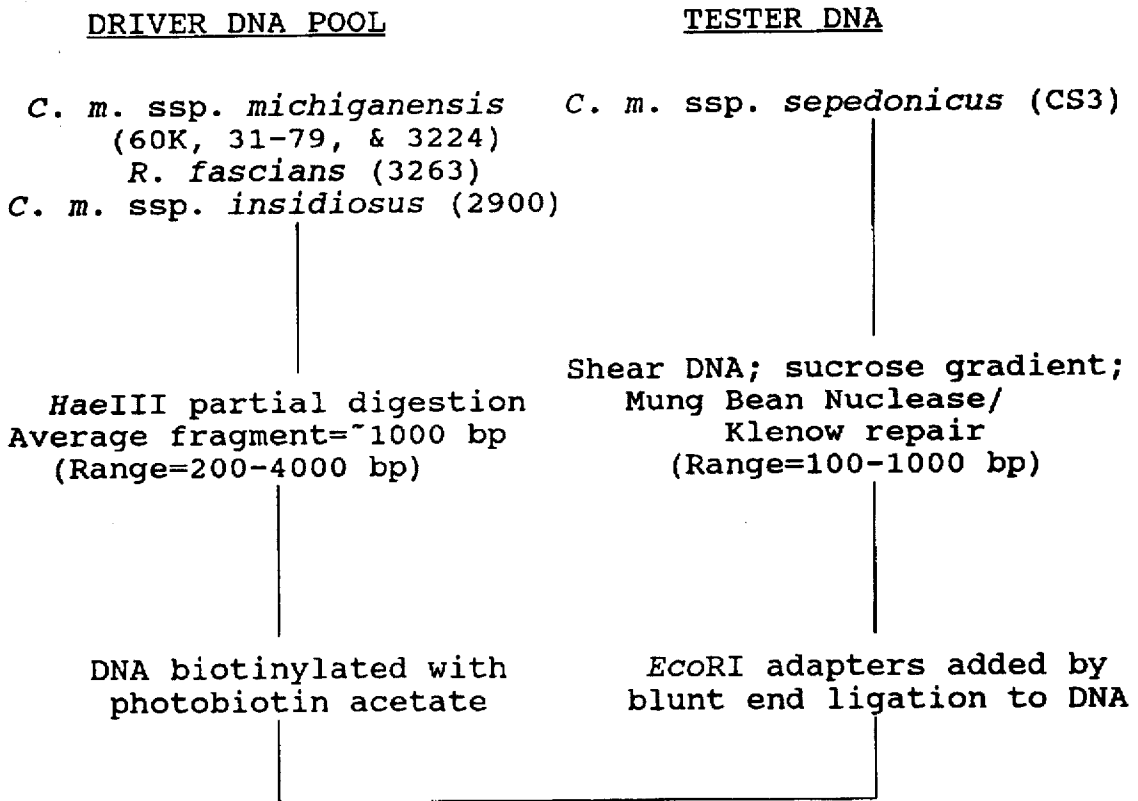 DRIVER DNA POOL
C. m. ssp. michiganensis
(60K, 31-79, & 3224)
R. fascians (3263)
C. m. ssp. insidiosus (2900)
HaeIII partial digestion
Average fragment=~1000 bp
(Range=200-4000 bp)
DNA biotinylated with
photobiotin acetate
TESTER DNA
C. m. ssp. sepedonicus (CS3)
Shear DNA; sucrose gradient;
Mung Bean Nuclease/
Klenow repair
(Range=100-1000 bp)
EcoRI adapters added by
blunt end ligation to DNA